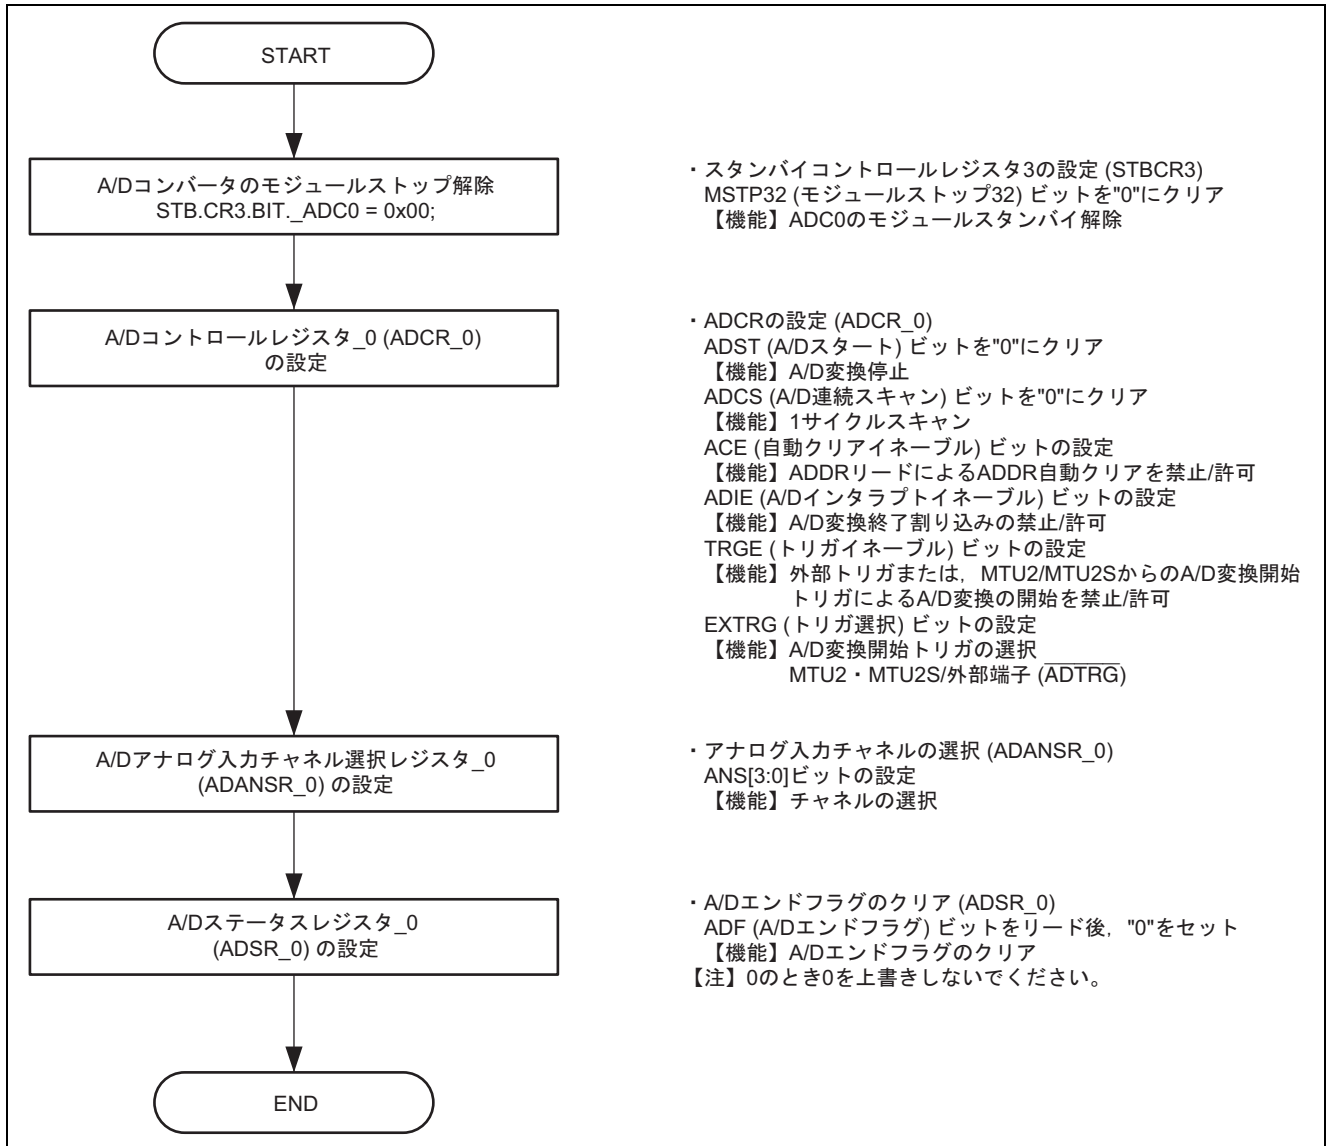 START
A/Dコンバータのモジュールストップ解除
STB.CR3.BIT._ADC0 = 0x00;
・スタンバイコントロールレジスタ3の設定 (STBCR3)
MSTP32 (モジュールストップ32) ビットを"0"にクリア
【機能】ADC0のモジュールスタンバイ解除
A/Dコントロールレジスタ_0 (ADCR_0)
の設定
・ADCRの設定 (ADCR_0)
ADST (A/Dスタート) ビットを"0"にクリア
【機能】A/D変換停止
ADCS (A/D連続スキャン) ビットを"0"にクリア
【機能】1サイクルスキャン
ACE (自動クリアイネーブル) ビットの設定
【機能】ADDRリードによるADDR自動クリアを禁止/許可
ADIE (A/Dインタラプトイネーブル) ビットの設定
【機能】A/D変換終了割り込みの禁止/許可
TRGE (トリガイネーブル) ビットの設定
【機能】外部トリガまたは，MTU2/MTU2SからのA/D変換開始
トリガによるA/D変換の開始を禁止/許可
EXTRG (トリガ選択) ビットの設定
【機能】A/D変換開始トリガの選択
MTU2・MTU2S/外部端子 (ADTRG)
A/Dアナログ入力チャネル選択レジスタ_0
(ADANSR_0) の設定
・アナログ入力チャネルの選択 (ADANSR_0)
ANS[3:0]ビットの設定
【機能】チャネルの選択
A/Dステータスレジスタ_0
(ADSR_0) の設定
・A/Dエンドフラグのクリア (ADSR_0)
ADF (A/Dエンドフラグ) ビットをリード後，"0"をセット
【機能】A/Dエンドフラグのクリア
【注】0のとき0を上書きしないでください。
END